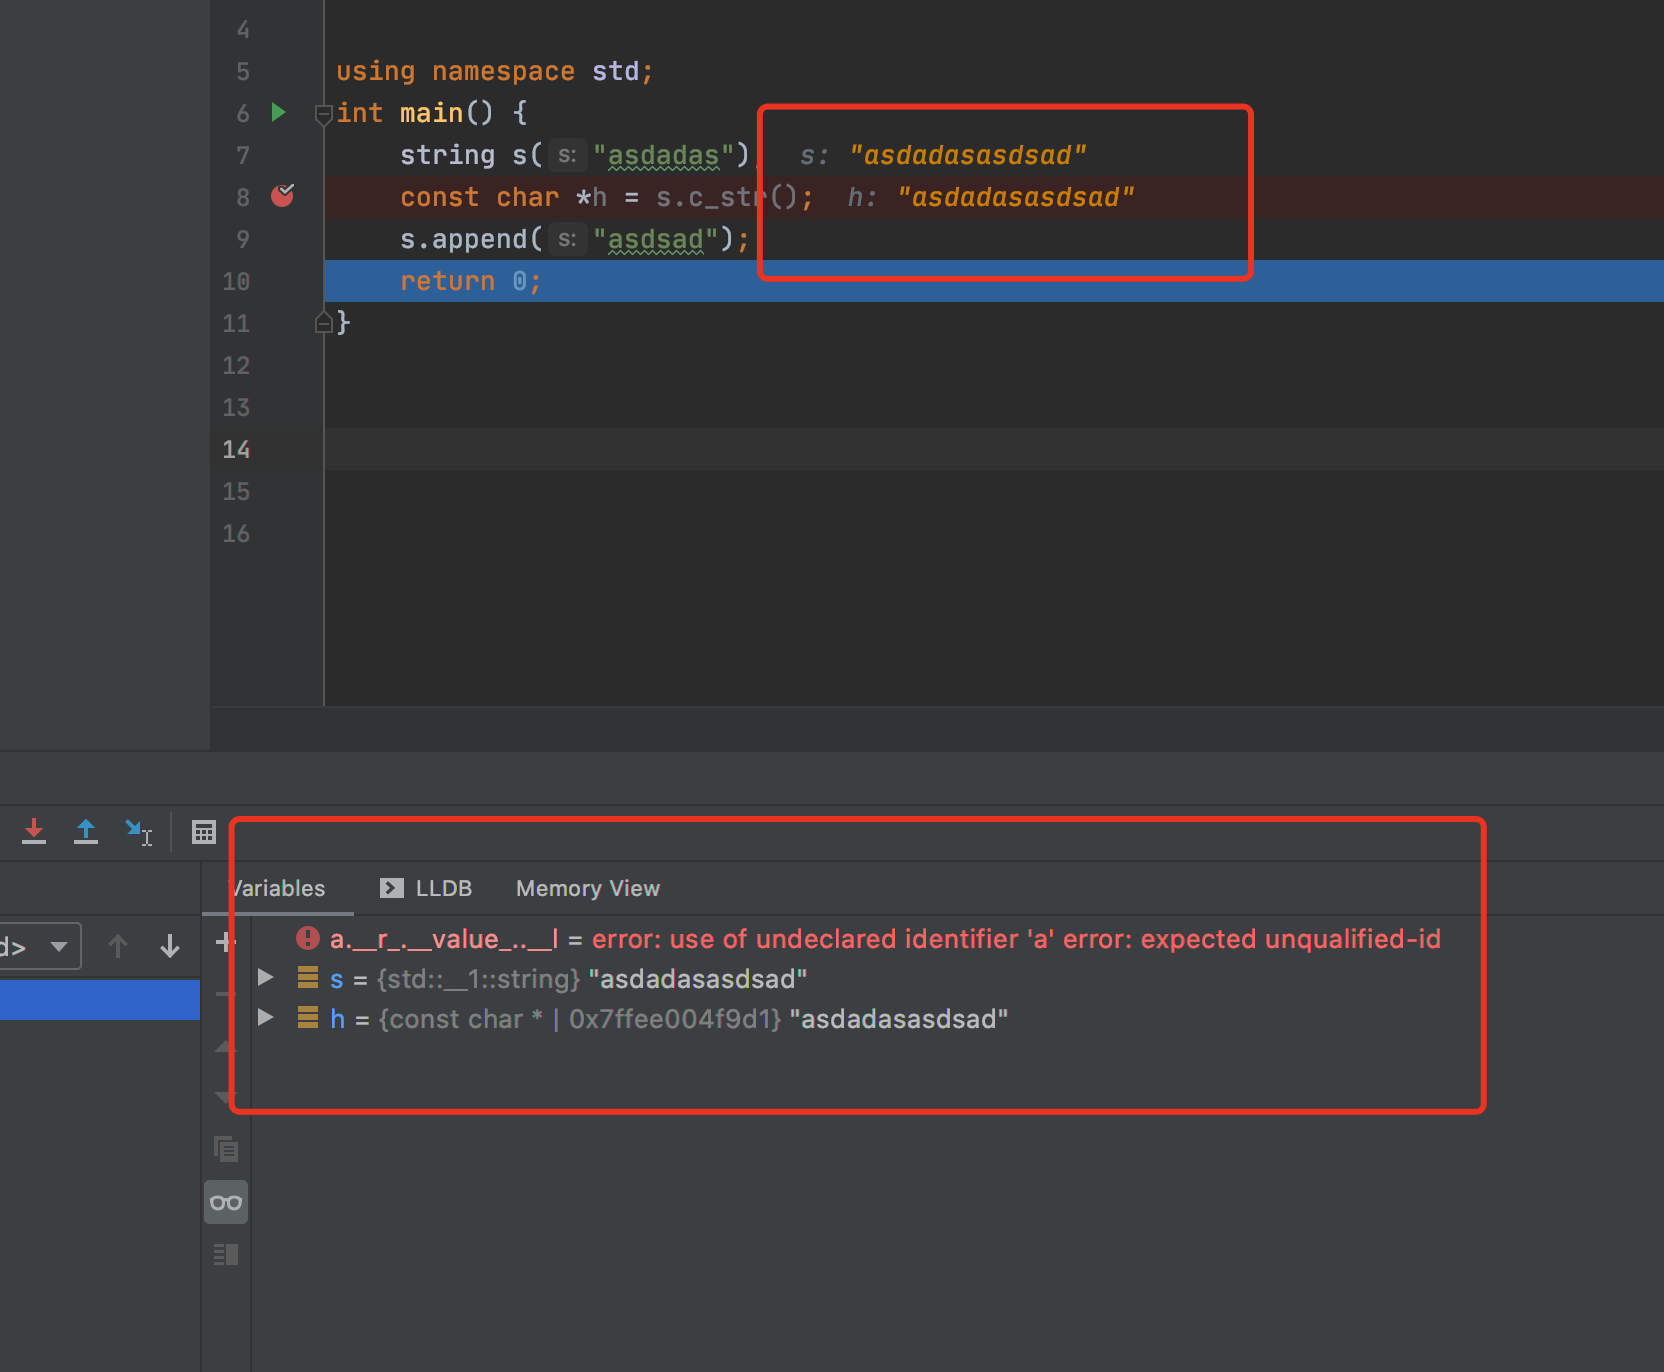 4
5 using namespace std;
6 int main() {
7 string s( s: "asdadas"); s: "asdadasasdsad"
8 const char *h = s.c_str(); h: "asdadasasdsad"
9 s.append( s: "asdsad");
10 return 0;
11 }
12
13
14
15
16
Variables LLDB Memory View
d>
a.__r_.__value_..__l = error: use of undeclared identifier 'a' error: expected unqualified-id
s = {std::__1::string} "asdadasasdsad"
h = {const char * | 0x7ffee004f9d1} "asdadasasdsad"